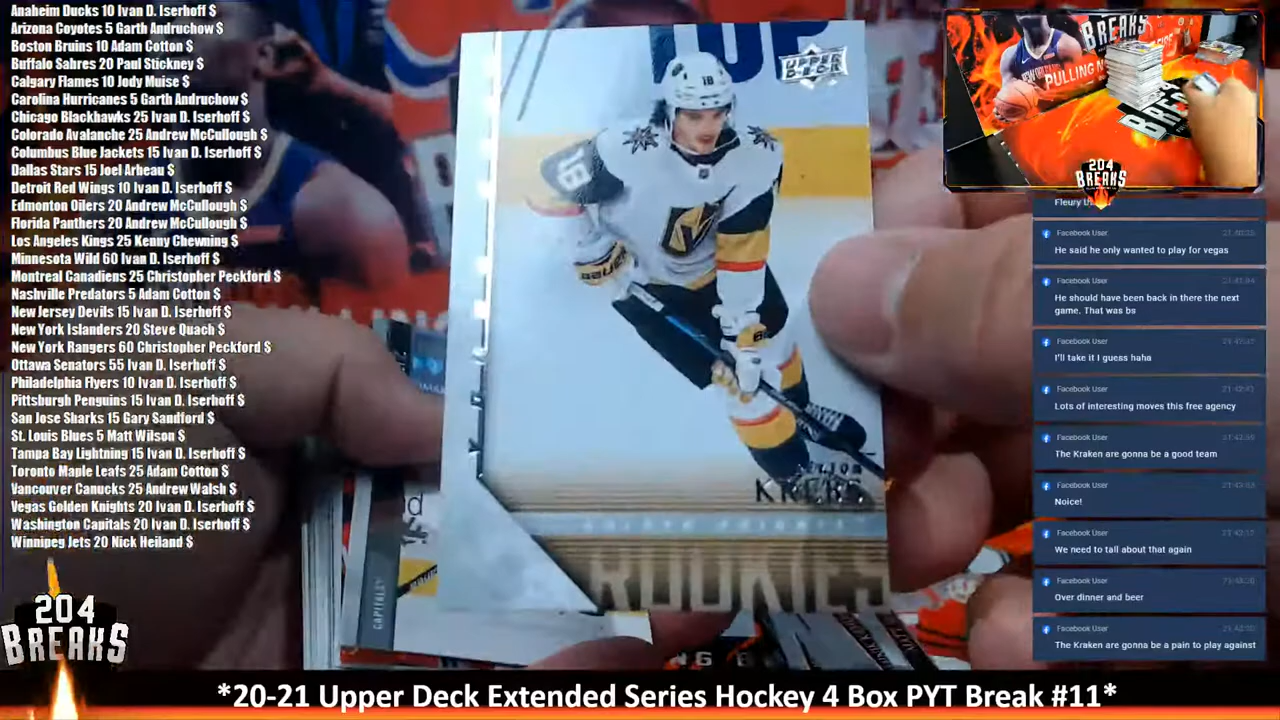 Anaheim Ducks 10 Ivan D. Iserhoff $
Arizona Coyotes 5 Garth Andruchow $
Boston Bruins 10 Adam Cotton $
Buffalo Sabres 20 Paul Stickney $
Calgary Flames 10 Jody Muise $
Carolina Hurricanes 5 Garth Andruchow $
Chicago Blackhawks 25 Ivan D. Iserhoff $
Colorado Avalanche 25 Andrew McCullough $
Columbus Blue Jackets 15 Ivan D. Iserhoff $
Dallas Stars 15 Joel Arbeau $
Detroit Red Wings 10 Ivan D. Iserhoff $
Edmonton Oilers 20 Andrew McCullough $
Florida Panthers 20 Andrew McCullough $
Los Angeles Kings 25 Kenny Chewning $
Minnesota Wild 60 Ivan D. Iserhoff $
Montreal Canadiens 25 Christopher Peckford $
Nashville Predators 5 Adam Cotton $
New Jersey Devils 15 Ivan D. Iserhoff $
New York Islanders 20 Steve Quach $
New York Rangers 60 Christopher Peckford $
Ottawa Senators 55 Ivan D. Iserhoff $
Philadelphia Flyers 10 Ivan D. Iserhoff $
Pittsburgh Penguins 15 Ivan D. Iserhoff $
San Jose Sharks 15 Gary Sandford $
St. Louis Blues 5 Matt Wilson $
Tampa Bay Lightning 15 Ivan D. Iserhoff $
Toronto Maple Leafs 25 Adam Cotton $
Vancouver Canucks 25 Andrew Walsh $
Vegas Golden Knights 20 Ivan D. Iserhoff $
Washington Capitals 20 Ivan D. Iserhoff $
Winnipeg Jets 20 Nick Heiland $
204
BREAKS
UPPER
DECK
18
18
BAUER
KREBS
GOLDEN KNIGHTS
ROOKIES
CAPITALS
BREAKS
PULLING
204
BREAKS
Fleury
Facebook User
He said he only wanted to play for vegas
Facebook User
He should have been back in there the next
game. That was bs
Facebook User
I'll take it I guess haha
Facebook User
Lots of interesting moves this free agency
Facebook User
The Kraken are gonna be a good team
Facebook User
Noice!
Facebook User
We need to tall about that again
Facebook User
Over dinner and beer
Facebook User
The Kraken are gonna be a pain to play against
*20-21 Upper Deck Extended Series Hockey 4 Box PYT Break #11*